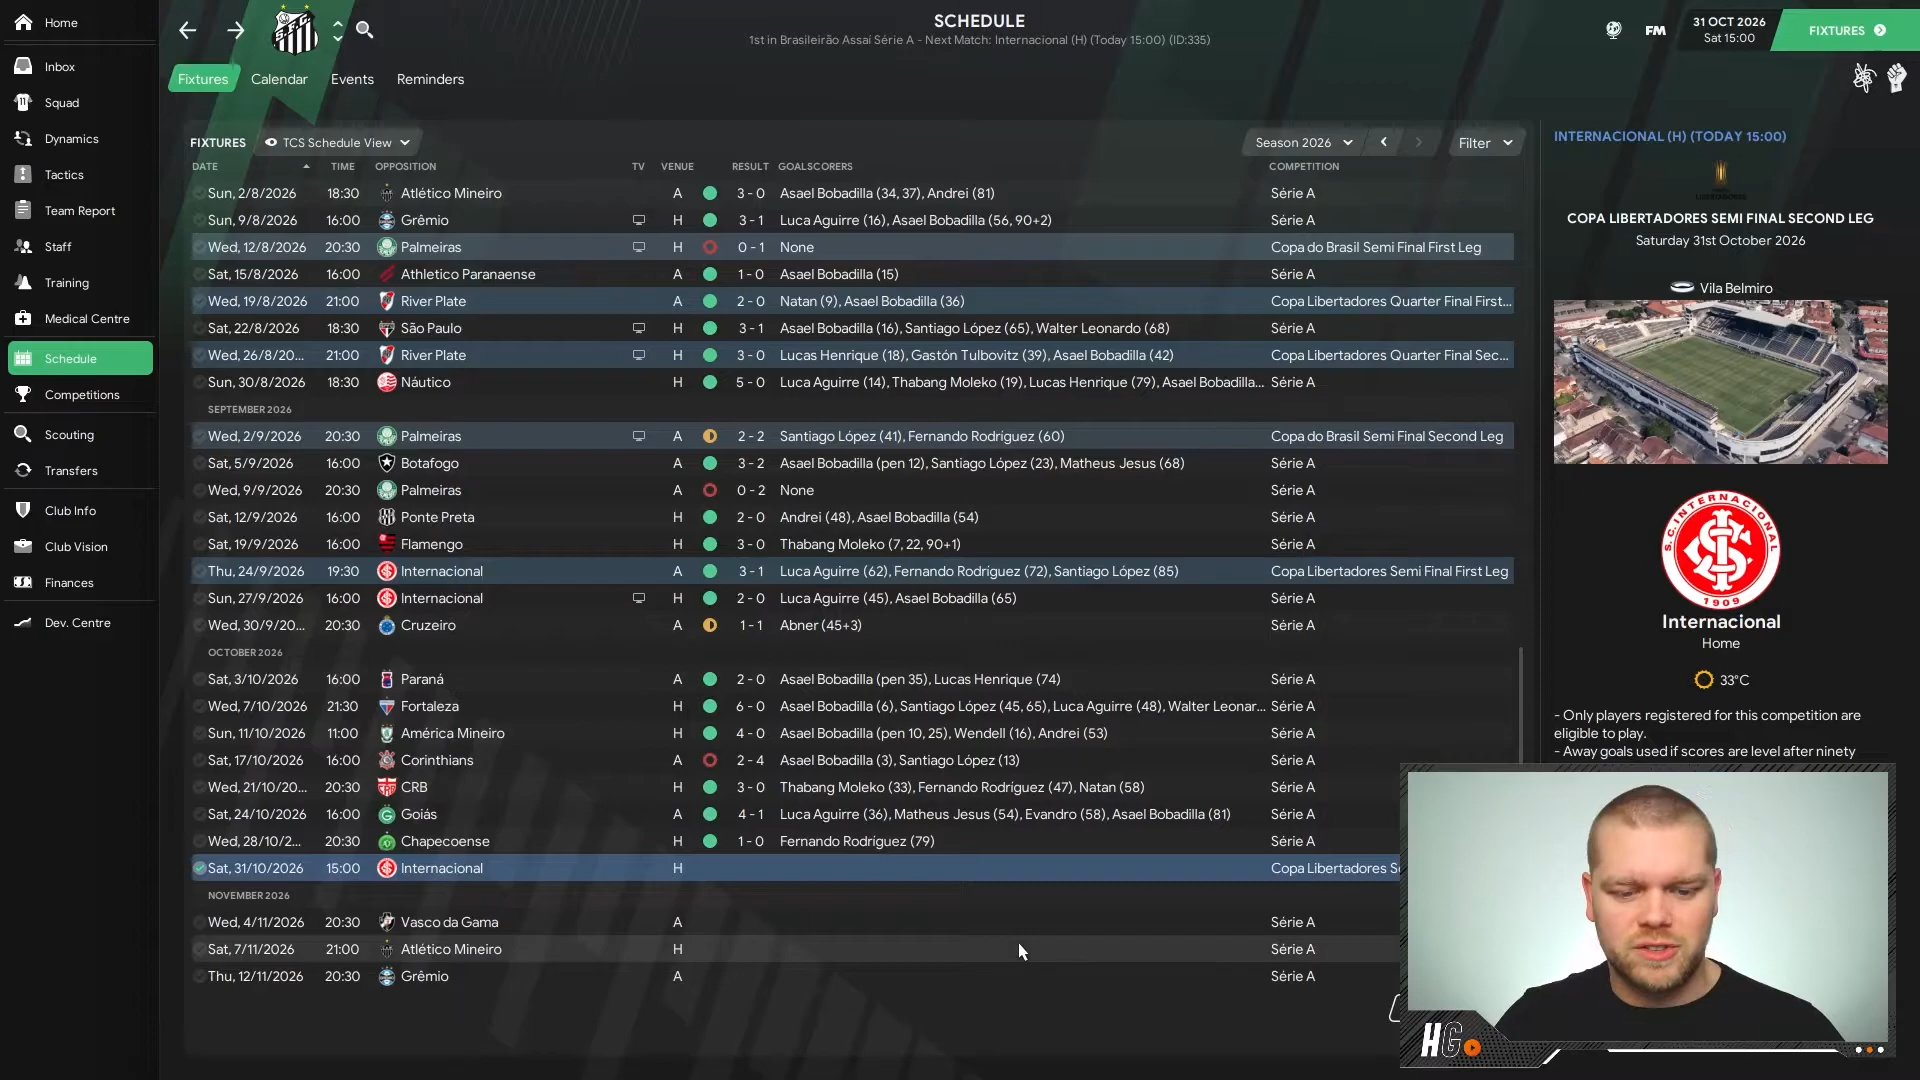 Home
Inbox
Squad
Dynamics
Tactics
Team Report
Staff
Training
Medical Centre
Schedule
Competitions
Scouting
Transfers
Club Info
Club Vision
Finances
Dev. Centre
SCHEDULE
1st in Brasileirão Assaí Série A - Next Match: Internacional (H) (Today 15:00) (ID:335)
FM
31 OCT 2026
Sat 15:00
FIXTURES
Fixtures Calendar Events Reminders
FIXTURES TCS Schedule View Season 2026 Filter
DATE TIME OPPOSITION TV VENUE RESULT GOALSCORERS COMPETITION
Sun, 2/8/2026 18:30 Atlético Mineiro A 3 - 0 Asael Bobadilla (34, 37), Andrei (81) Série A
Sun, 9/8/2026 16:00 Grêmio H 3 - 1 Luca Aguirre (16), Asael Bobadilla (56, 90+2) Série A
Wed, 12/8/2026 20:30 Palmeiras H 0 - 1 None Copa do Brasil Semi Final First Leg
Sat, 15/8/2026 16:00 Athletico Paranaense A 1 - 0 Asael Bobadilla (15) Série A
Wed, 19/8/2026 21:00 River Plate A 2 - 0 Natan (9), Asael Bobadilla (36) Copa Libertadores Quarter Final First...
Sat, 22/8/2026 18:30 São Paulo H 3 - 1 Asael Bobadilla (16), Santiago López (65), Walter Leonardo (68) Série A
Wed, 26/8/20... 21:00 River Plate H 3 - 0 Lucas Henrique (18), Gastón Tulbovitz (39), Asael Bobadilla (42) Copa Libertadores Quarter Final Sec...
Sun, 30/8/2026 18:30 Náutico H 5 - 0 Luca Aguirre (14), Thabang Moleko (19), Lucas Henrique (79), Asael Bobadilla... Série A
SEPTEMBER 2026
Wed, 2/9/2026 20:30 Palmeiras A 2 - 2 Santiago López (41), Fernando Rodríguez (60) Copa do Brasil Semi Final Second Leg
Sat, 5/9/2026 16:00 Botafogo A 3 - 2 Asael Bobadilla (pen 12), Santiago López (23), Matheus Jesus (68) Série A
Wed, 9/9/2026 20:30 Palmeiras A 0 - 2 None Série A
Sat, 12/9/2026 16:00 Ponte Preta H 2 - 0 Andrei (48), Asael Bobadilla (54) Série A
Sat, 19/9/2026 16:00 Flamengo H 3 - 0 Thabang Moleko (7, 22, 90+1) Série A
Thu, 24/9/2026 19:30 Internacional A 3 - 1 Luca Aguirre (62), Fernando Rodríguez (72), Santiago López (85) Copa Libertadores Semi Final First Leg
Sun, 27/9/2026 16:00 Internacional H 2 - 0 Luca Aguirre (45), Asael Bobadilla (65) Série A
Wed, 30/9/20... 20:30 Cruzeiro A 1 - 1 Abner (45+3) Série A
OCTOBER 2026
Sat, 3/10/2026 16:00 Paraná A 2 - 0 Asael Bobadilla (pen 35), Lucas Henrique (74) Série A
Wed, 7/10/2026 21:30 Fortaleza H 6 - 0 Asael Bobadilla (6), Santiago López (45, 65), Luca Aguirre (48), Walter Leonar... Série A
Sun, 11/10/2026 11:00 América Mineiro H 4 - 0 Asael Bobadilla (pen 10, 25), Wendell (16), Andrei (53) Série A
Sat, 17/10/2026 16:00 Corinthians A 2 - 4 Asael Bobadilla (3), Santiago López (13) Série A
Wed, 21/10/20... 20:30 CRB H 3 - 0 Thabang Moleko (33), Fernando Rodríguez (47), Natan (58) Série A
Sat, 24/10/2026 16:00 Goiás A 4 - 1 Luca Aguirre (36), Matheus Jesus (54), Evandro (58), Asael Bobadilla (81) Série A
Wed, 28/10/2... 20:30 Chapecoense H 1 - 0 Fernando Rodríguez (79) Série A
Sat, 31/10/2026 15:00 Internacional H Copa Libertadores
NOVEMBER 2026
Wed, 4/11/2026 20:30 Vasco da Gama A Série A
Sat, 7/11/2026 21:00 Atlético Mineiro H Série A
Thu, 12/11/2026 20:30 Grêmio A Série A
INTERNACIONAL (H) (TODAY 15:00)
COPA LIBERTADORES SEMI FINAL SECOND LEG
Saturday 31st October 2026
Vila Belmiro
S.C. INTERNACIONAL
1909
Internacional
Home
33°C
- Only players registered for this competition are
eligible to play.
- Away goals used if scores are level after ninety
HG